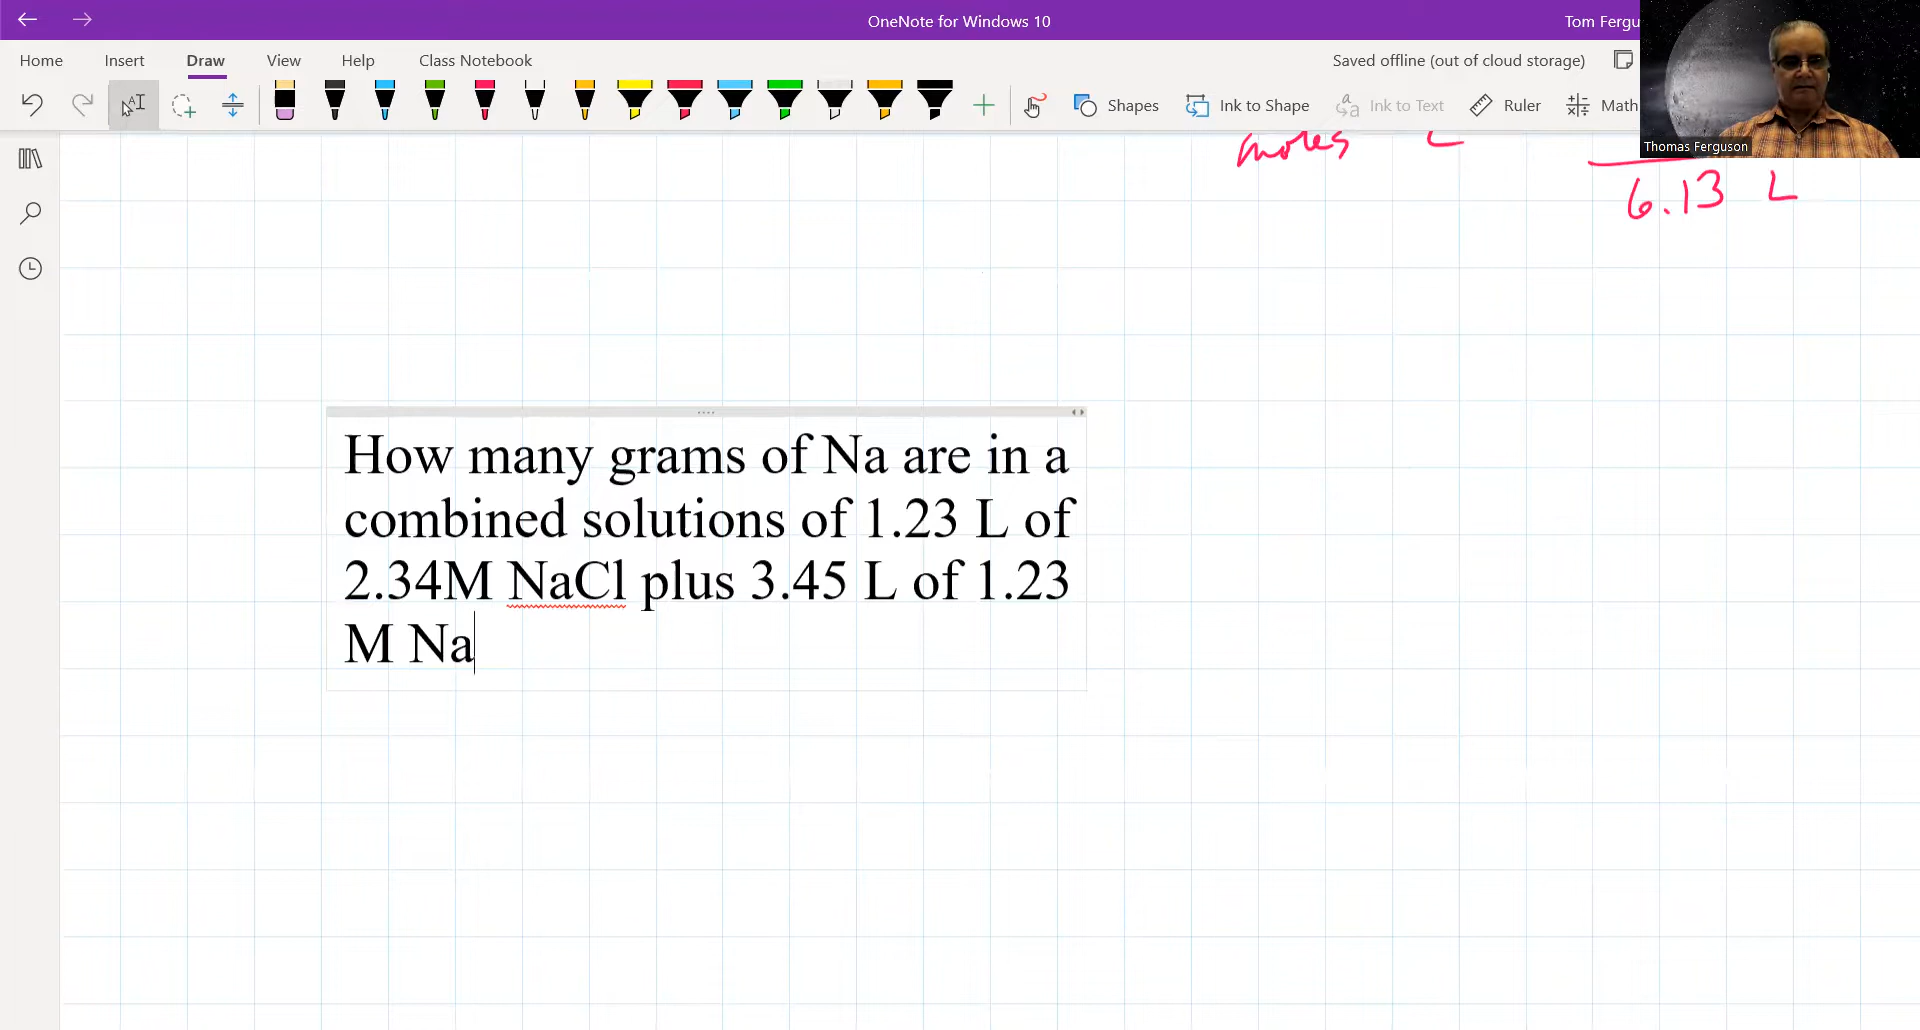 OneNote for Windows 10
Tom Fergu
Home Insert Draw View Help Class Notebook
Saved offline (out of cloud storage)
Shapes Ink to Shape Ink to Text Ruler Math
Thomas Ferguson
moles L
6.13 L
How many grams of Na are in a
combined solutions of 1.23 L of
2.34M NaCl plus 3.45 L of 1.23
M Na